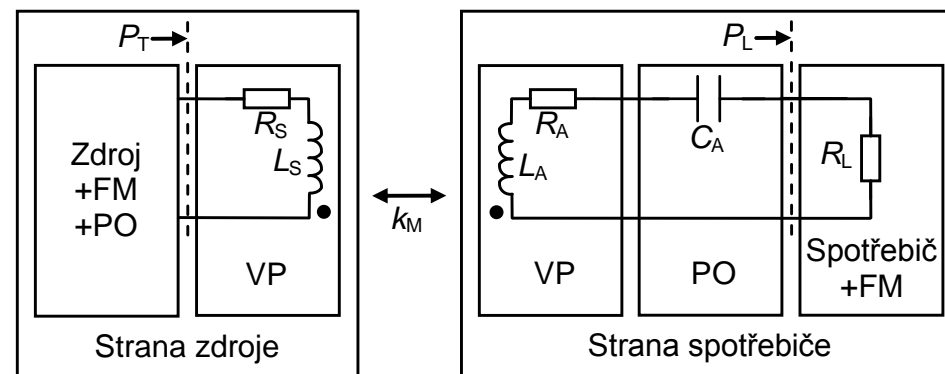 P_T
Zdroj
+FM
+PO
R_S
L_S
VP
Strana zdroje
k_M
P_L
R_A
L_A
VP
C_A
PO
R_L
Spotřebič
+FM
Strana spotřebiče